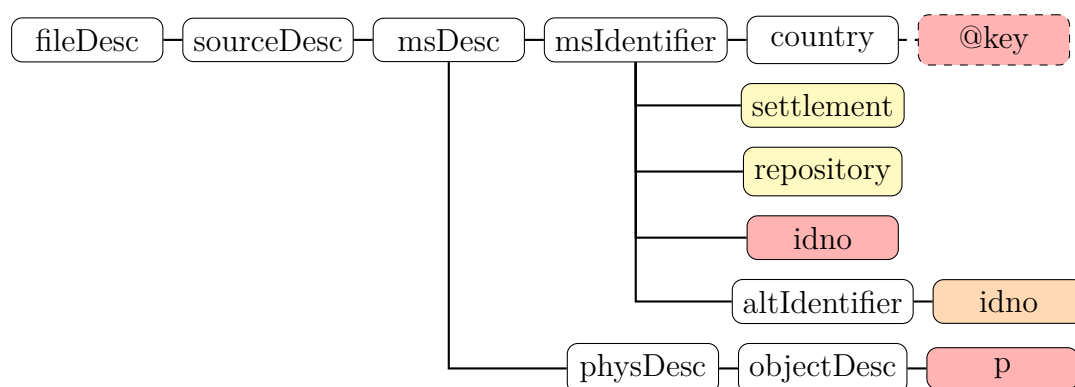 fileDesc sourceDesc msDesc msIdentifier country @key
settlement
repository
idno
altIdentifier idno
physDesc objectDesc p